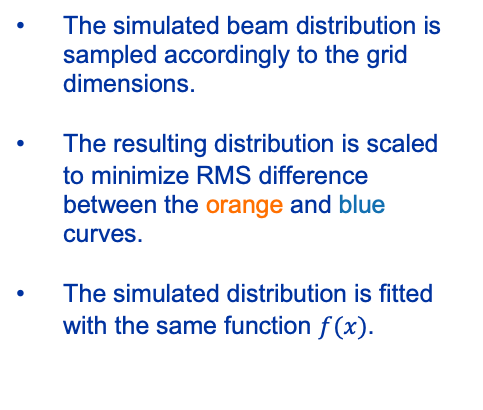 • The simulated beam distribution is
sampled accordingly to the grid
dimensions.
• The resulting distribution is scaled
to minimize RMS difference
between the orange and blue
curves.
• The simulated distribution is fitted
with the same function f(x).